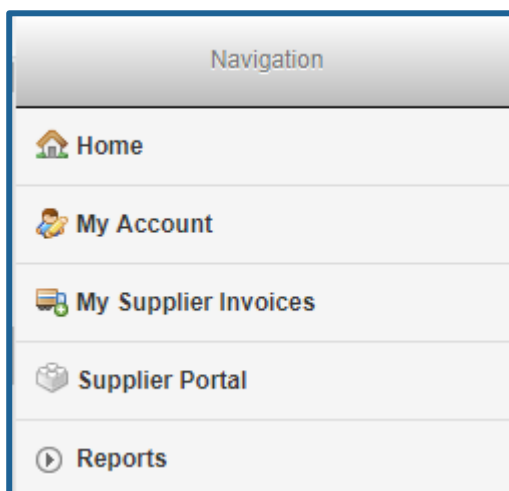 Navigation
Home
My Account
My Supplier Invoices
Supplier Portal
Reports